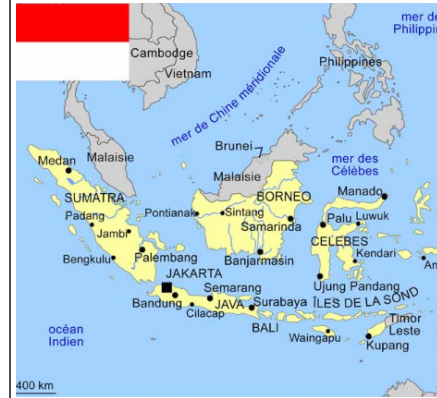 mer de
Philippin
Cambodge
Vietnam
Philippines
mer de Chine méridionale
Brunei
mer des
Célèbes
Malaisie
Malaisie
Medan
SUMATRA
BORNEO
Manado
Padang
Jambi
Pontianak
Sintang
Samarinda
Palu
Luwuk
CELEBES
Kendari
Am
Bengkulu
Palembang
Banjarmasin
JAKARTA
Ujung Pandang
Semarang
ÎLES DE LA SOND
Bandung
JAVA
Surabaya
Cilacap
BALI
Timor
Leste
océan
Indien
Waingapu
Kupang
400 km